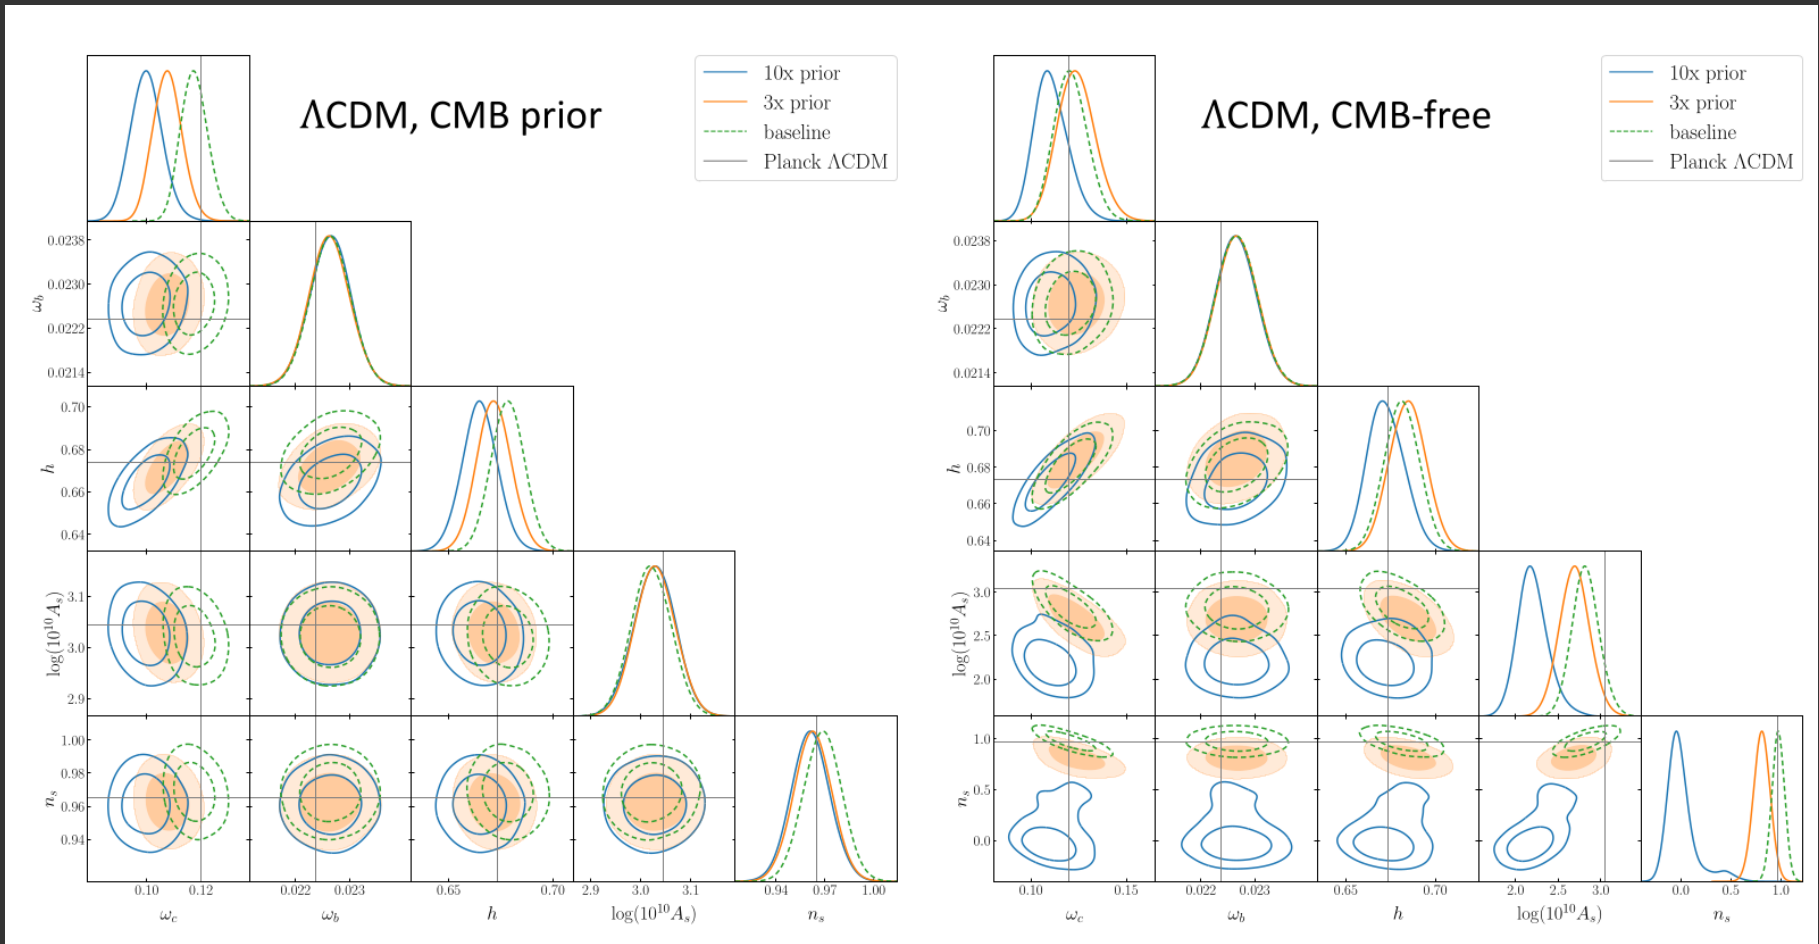 ΛCDM, CMB prior
10x prior
3x prior
baseline
Planck ΛCDM
0.0238
0.0230
0.0222
0.0214
ω_b
0.70
0.68
0.66
0.64
h
3.1
3.0
2.9
log(10^10 A_s)
1.00
0.98
0.96
0.94
n_s
0.10 0.12
0.022 0.023
0.65 0.70
2.9 3.0 3.1
0.94 0.97 1.00
ω_c
ω_b
h
log(10^10 A_s)
n_s
ΛCDM, CMB-free
10x prior
3x prior
baseline
Planck ΛCDM
0.0238
0.0230
0.0222
0.0214
ω_b
0.70
0.68
0.66
0.64
h
3.0
2.5
2.0
log(10^10 A_s)
1.0
0.5
0.0
n_s
0.10 0.15
0.022 0.023
0.65 0.70
2.0 2.5 3.0
0.0 0.5 1.0
ω_c
ω_b
h
log(10^10 A_s)
n_s